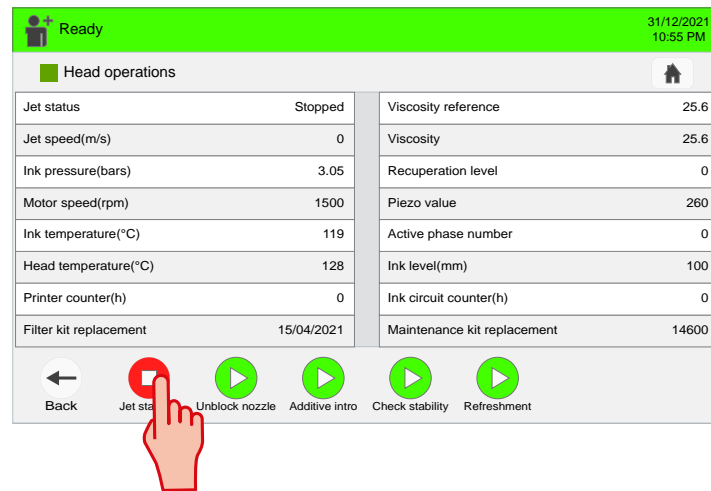 Ready
31/12/2021
10:55 PM
Head operations
Jet status Stopped
Viscosity reference 25.6
Jet speed(m/s) 0
Viscosity 25.6
Ink pressure(bars) 3.05
Recuperation level 0
Motor speed(rpm) 1500
Piezo value 260
Ink temperature(°C) 119
Active phase number 0
Head temperature(°C) 128
Ink level(mm) 100
Printer counter(h) 0
Ink circuit counter(h) 0
Filter kit replacement 15/04/2021
Maintenance kit replacement 14600
Back Jet Unblock nozzle Additive intro Check stability Refreshment